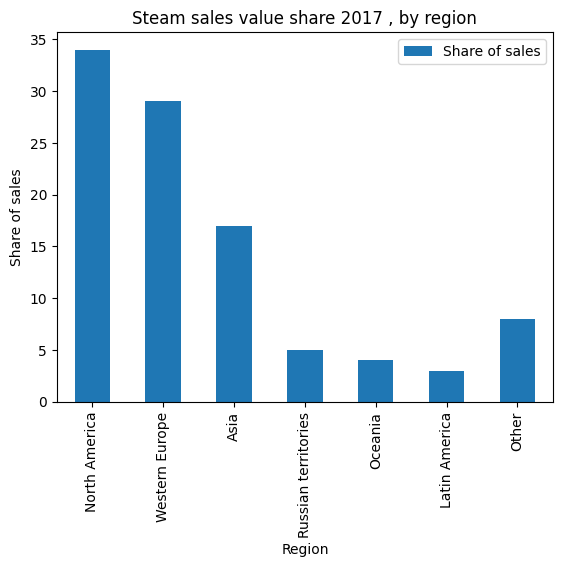 Steam sales value share 2017 , by region
Share of sales
Share of sales
35
30
25
20
15
10
5
0
North America
Western Europe
Asia
Russian territories
Oceania
Latin America
Other
Region